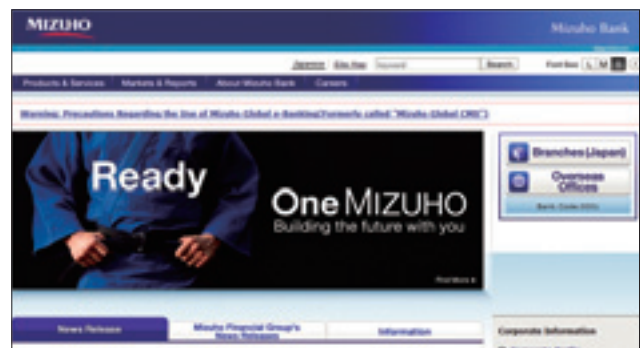 MIZUHO
Mizuho Bank
Japanese Site Map Search Font Size L M S
Products & Services Markets & Reports About Mizuho Bank Careers
Warning: Precautions Regarding the Use of Mizuho Global e-Banking(Formerly called "Mizuho Global CMS")
Ready
One MIZUHO
Building the future with you
Find More
Branches(Japan)
Overseas
Offices
News Release
Mizuho Financial Group's
News Releases
Information
Corporate Information